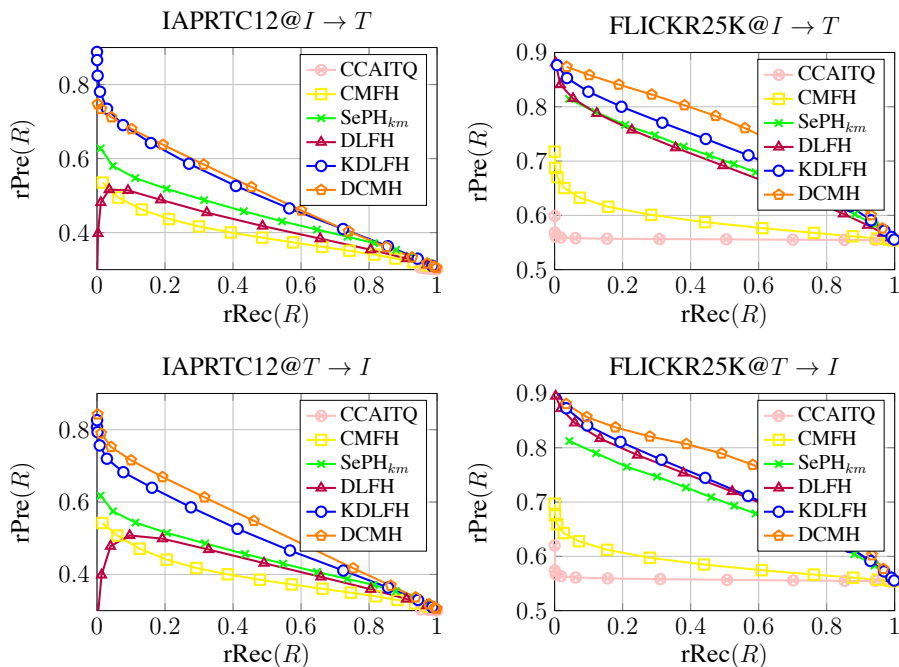 IAPRTC12@I → T
rPre(R)
0.8
0.6
0.4
0 0.2 0.4 0.6 0.8 1
rRec(R)
CCAITQ
CMFH
SePHkm
DLFH
KDLFH
DCMH
FLICKR25K@I → T
rPre(R)
0.9
0.8
0.7
0.6
0.5
0 0.2 0.4 0.6 0.8 1
rRec(R)
CCAITQ
CMFH
SePHkm
DLFH
KDLFH
DCMH
IAPRTC12@T → I
rPre(R)
0.8
0.6
0.4
0 0.2 0.4 0.6 0.8 1
rRec(R)
CCAITQ
CMFH
SePHkm
DLFH
KDLFH
DCMH
FLICKR25K@T → I
rPre(R)
0.9
0.8
0.7
0.6
0.5
0 0.2 0.4 0.6 0.8 1
rRec(R)
CCAITQ
CMFH
SePHkm
DLFH
KDLFH
DCMH